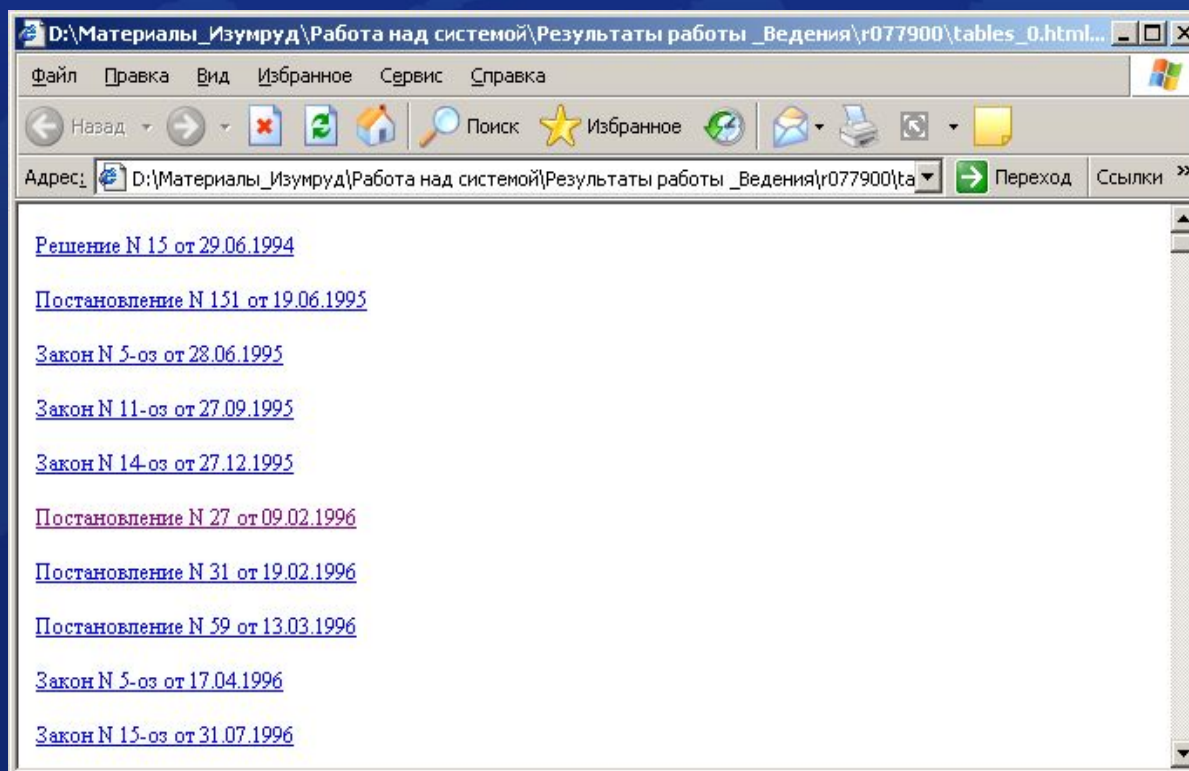 D:\Материалы_Изумруд\Работа над системой\Результаты работы _Ведения\r077900\tables_0.html...
Файл Правка Вид Избранное Сервис Справка
Назад Поиск Избранное
Адрес: D:\Материалы_Изумруд\Работа над системой\Результаты работы _Ведения\r077900\ta Переход Ссылки »
Решение N 15 от 29.06.1994
Постановление N 151 от 19.06.1995
Закон N 5-оз от 28.06.1995
Закон N 11-оз от 27.09.1995
Закон N 14-оз от 27.12.1995
Постановление N 27 от 09.02.1996
Постановление N 31 от 19.02.1996
Постановление N 59 от 13.03.1996
Закон N 5-оз от 17.04.1996
Закон N 15-оз от 31.07.1996